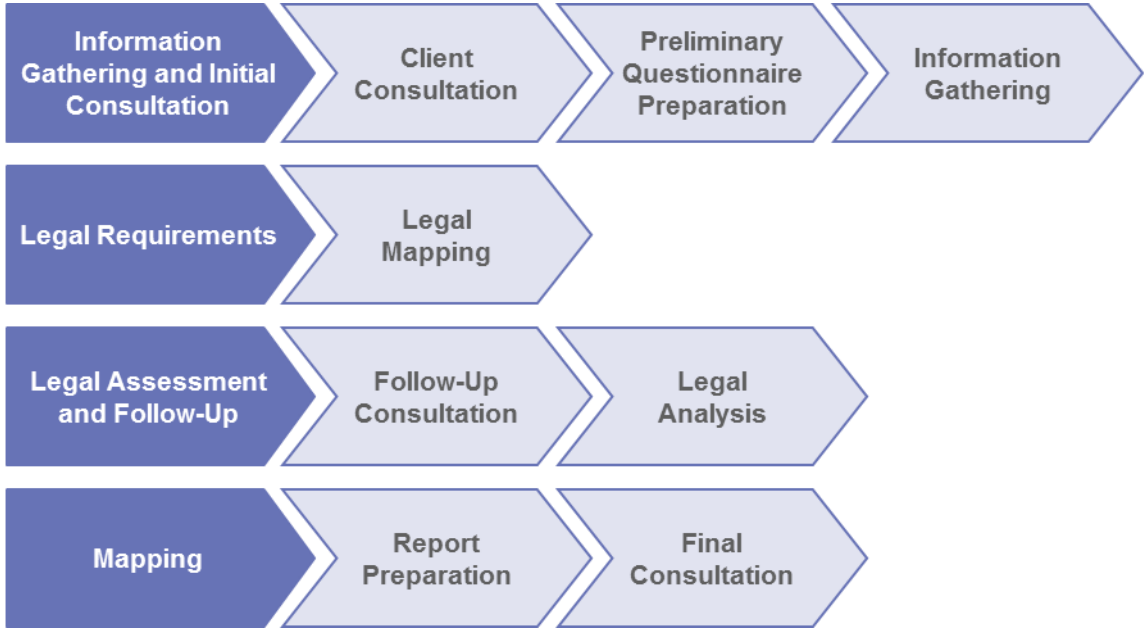 Information
Gathering and Initial
Consultation
Client
Consultation
Preliminary
Questionnaire
Preparation
Information
Gathering
Legal Requirements
Legal
Mapping
Legal Assessment
and Follow-Up
Follow-Up
Consultation
Legal
Analysis
Mapping
Report
Preparation
Final
Consultation